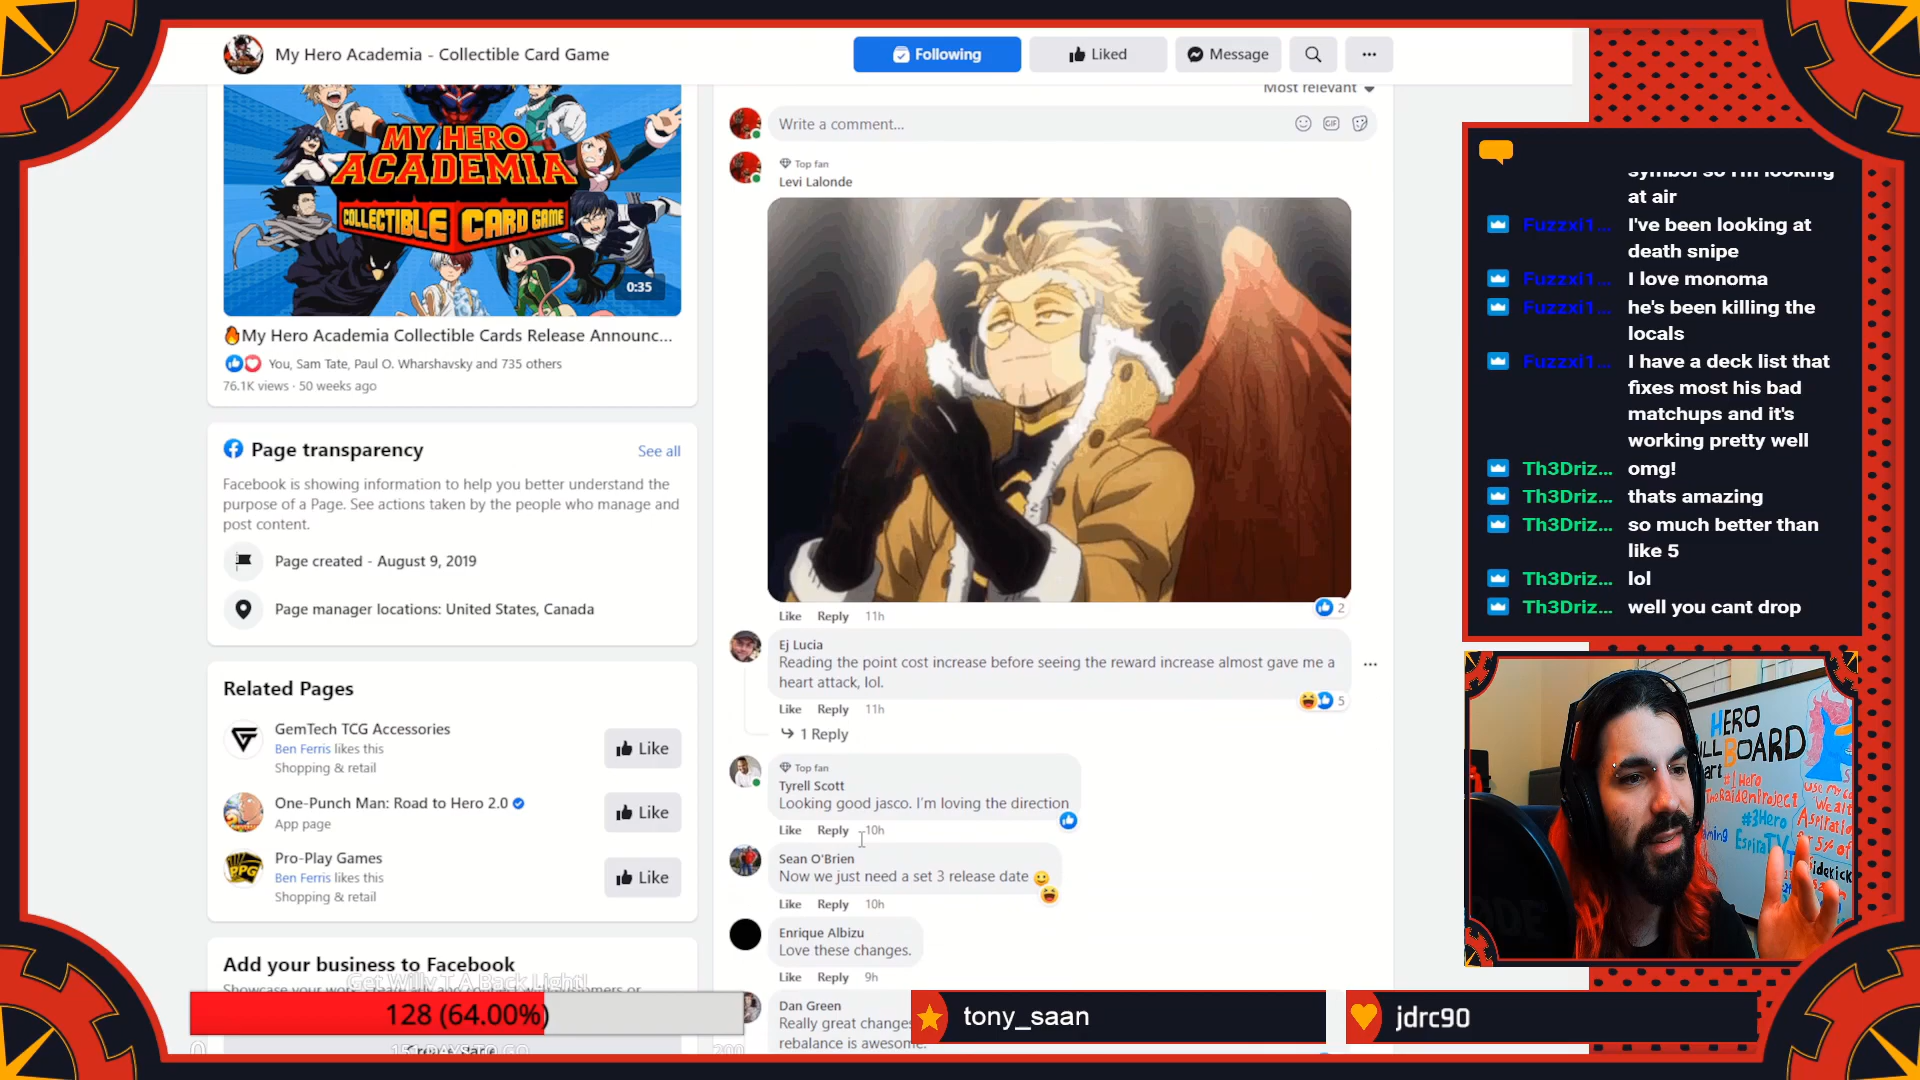 My Hero Academia - Collectible Card Game
Following
Liked
Message
MY HERO
ACADEMIA
COLLECTIBLE CARD GAME
0:35
My Hero Academia Collectible Cards Release Announc...
You, Sam Tate, Paul O. Wharshavsky and 735 others
76.1K views · 50 weeks ago
Page transparency
See all
Facebook is showing information to help you better understand the
purpose of a Page. See actions taken by the people who manage and
post content.
Page created - August 9, 2019
Page manager locations: United States, Canada
Related Pages
GemTech TCG Accessories
Ben Ferris likes this
Shopping & retail
Like
One-Punch Man: Road to Hero 2.0
App page
Like
Pro-Play Games
Ben Ferris likes this
Shopping & retail
Like
Add your business to Facebook
Get Willy T A Back Light!
128 (64.00%)
Most relevant
Write a comment...
GIF
Top fan
Levi Lalonde
2
Like Reply 11h
Ej Lucia
Reading the point cost increase before seeing the reward increase almost gave me a
heart attack, lol.
5
Like Reply 11h
1 Reply
Top fan
Tyrell Scott
Looking good jasco. I'm loving the direction
Like Reply 10h
Sean O'Brien
Now we just need a set 3 release date
Like Reply 10h
Enrique Albizu
Love these changes.
Like Reply 9h
Dan Green
Really great changes
rebalance is awesome.
tony_saan
jdrc90
symbol so I'm looking
at air
Fuzzxi1... I've been looking at
death snipe
Fuzzxi1... I love monoma
Fuzzxi1... he's been killing the
locals
Fuzzxi1... I have a deck list that
fixes most his bad
matchups and it's
working pretty well
Th3Driz... omg!
Th3Driz... thats amazing
Th3Driz... so much better than
like 5
Th3Driz... lol
Th3Driz... well you cant drop
HERO
BOARD
#1 Hero
TheRaidenProject
#3Hero